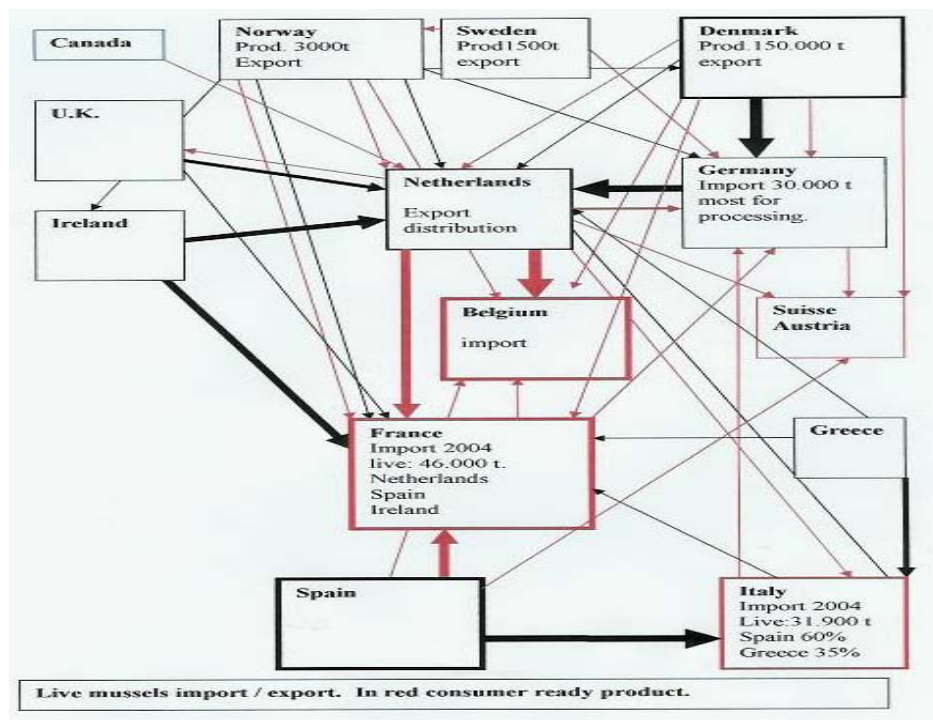 Canada
Norway
Prod. 3000t
Export
Sweden
Prod1500t
export
Denmark
Prod.150.000 t
export
U.K.
Ireland
Netherlands
Export
distribution
Germany
Import 30.000 t
most for
processing.
Belgium
import
Suisse
Austria
France
Import 2004
live: 46.000 t.
Netherlands
Spain
Ireland
Greece
Spain
Italy
Import 2004
Live:31.900 t
Spain 60%
Greece 35%
Live mussels import / export. In red consumer ready product.